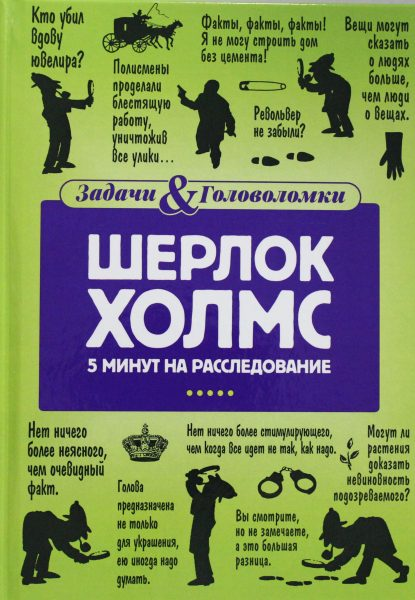 Кто убил
вдову
ювелира?
Полисмены
проделали
блестящую
работу,
уничтожив
все улики...
Факты, факты, факты!
Я не могу строить дом
без цемента!
Револьвер
не забыли?
Вещи могут
сказать
о людях
больше,
чем люди
о вещах.
Задачи & Головоломки
ШЕРЛОК
ХОЛМС
5 МИНУТ НА РАССЛЕДОВАНИЕ
Нет ничего
более неясного,
чем очевидный
факт.
Голова
предназначена
не только
для украшения,
ею иногда надо
думать.
Нет ничего более стимулирующего,
чем когда все идет не так, как надо.
Вы смотрите,
но не замечаете,
а это большая
разница.
Могут ли
растения
доказать
невиновность
подозреваемого?